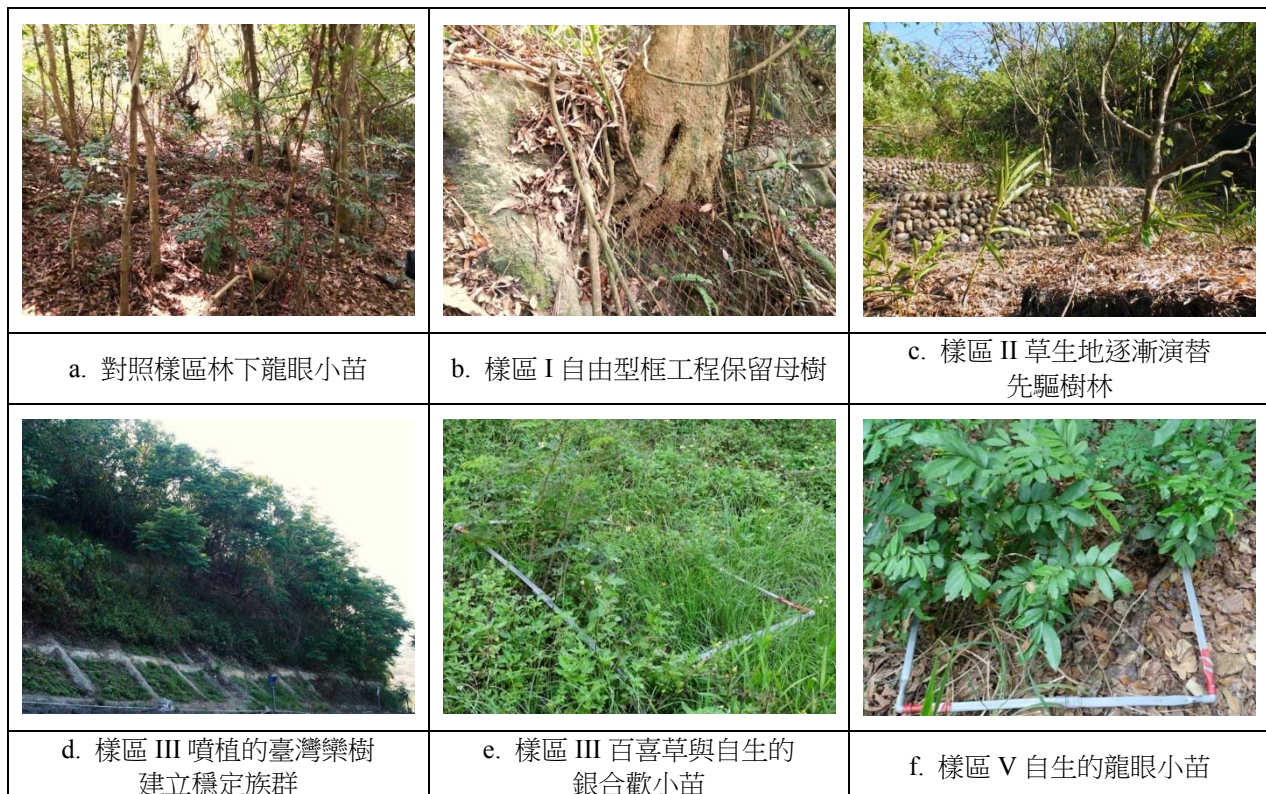 a. 對照樣區林下龍眼小苗
b. 樣區 I 自由型框工程保留母樹
c. 樣區 II 草生地逐漸演替
先驅樹林
d. 樣區 III 噴植的臺灣欒樹
建立穩定族群
e. 樣區 III 百喜草與自生的
銀合歡小苗
f. 樣區 V 自生的龍眼小苗